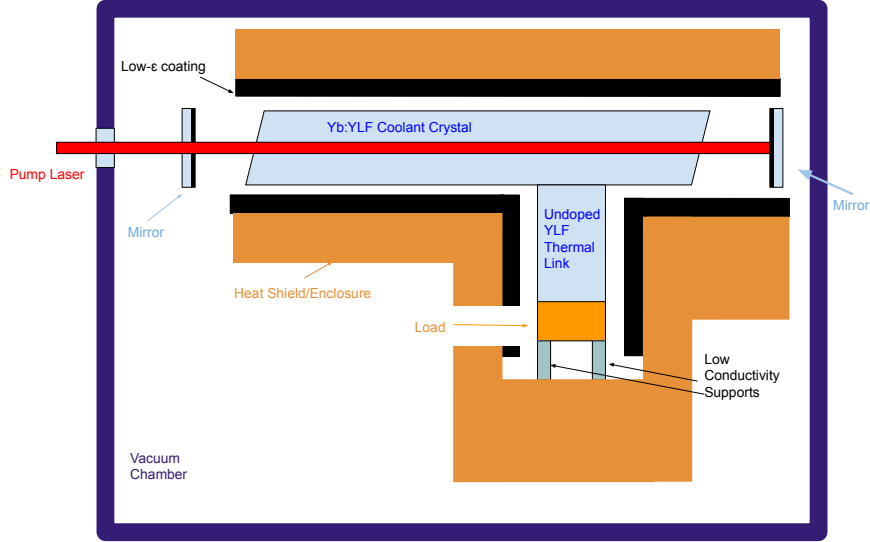 Low-ε coating
Yb:YLF Coolant Crystal
Pump Laser
Mirror
Mirror
Undoped
YLF
Thermal
Link
Heat Shield/Enclosure
Load
Low
Conductivity
Supports
Vacuum
Chamber